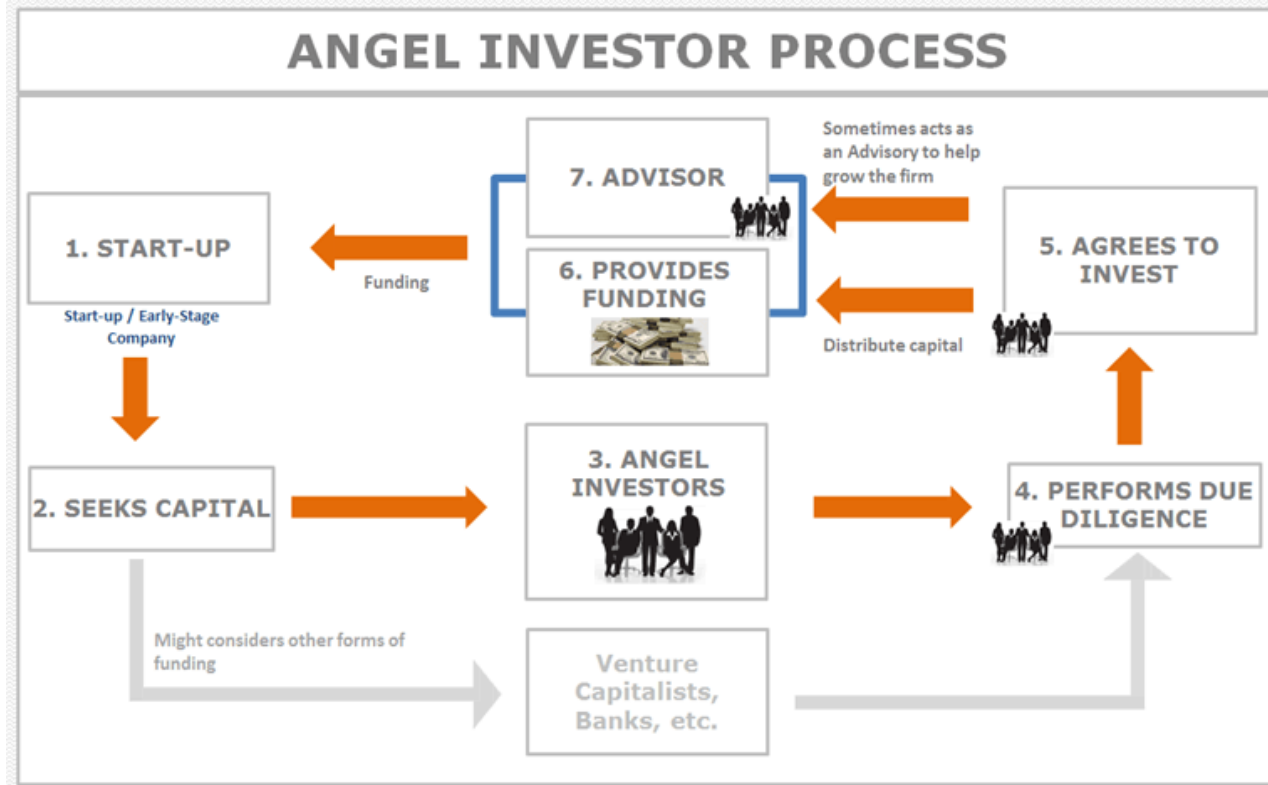 ANGEL INVESTOR PROCESS
1. START-UP
Start-up / Early-Stage
Company
2. SEEKS CAPITAL
Might considers other forms of
funding
3. ANGEL
INVESTORS
Venture
Capitalists,
Banks, etc.
4. PERFORMS DUE
DILIGENCE
5. AGREES TO
INVEST
Sometimes acts as
an Advisory to help
grow the firm
Distribute capital
6. PROVIDES
FUNDING
7. ADVISOR
Funding